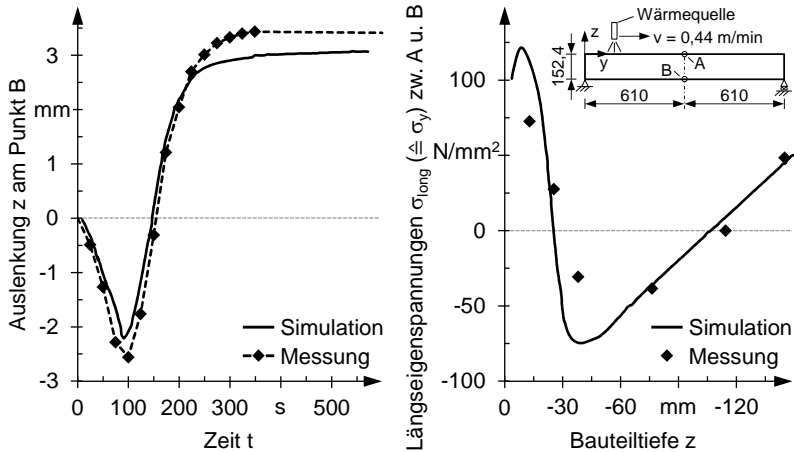 Auslenkung z am Punkt B
3
mm
1
0
-1
-2
-3
0
100
200
300
s
500
Zeit t
Simulation
Messung
Längseigenspannungen σlong (≙ σy) zw. A u. B
100
N/mm²
0
-50
-100
0
-30
-60
mm
-120
Bauteiltiefe z
Simulation
Messung
Wärmequelle
z
v = 0,44 m/min
y
A
B
152,4
610
610